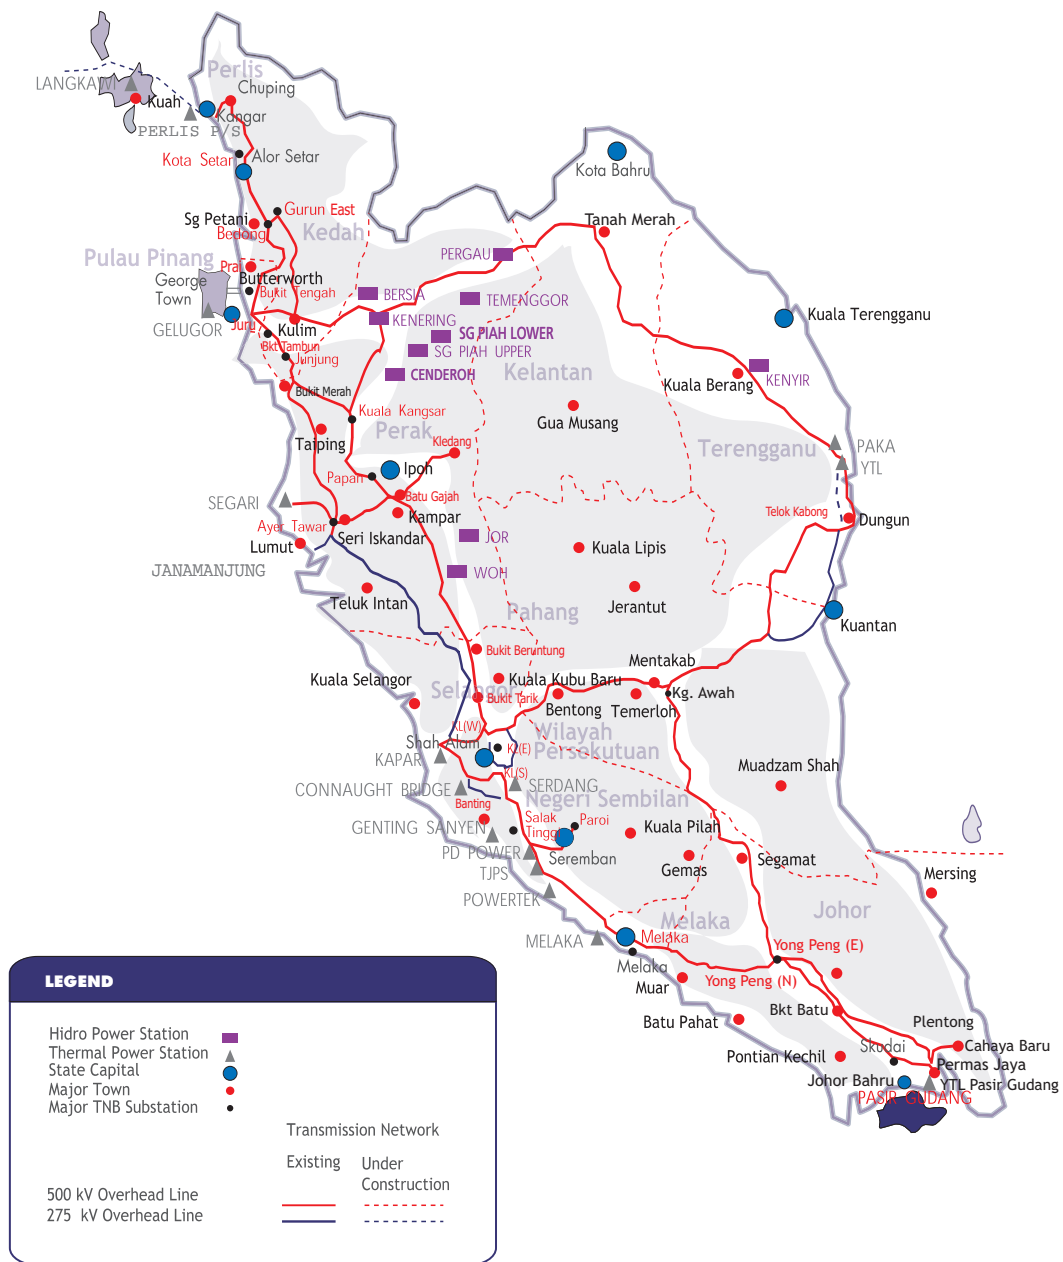 Perlis
LANGKAWI
Chuping
Kuah
Kangar
PERLIS P/S
Kota Setar
Alor Setar
Kota Bahru
Sg Petani
Gurun East
Tanah Merah
Bedong
Kedah
Pulau Pinang
PERGAU
Prai
George
Town
Butterworth
Bukit Tengah
BERSIA
TEMENGGOR
GELUGOR
Juru
Kulim
KENERING
Kuala Terengganu
Bkt Tambun
Junjung
SG PIAH LOWER
SG PIAH UPPER
Kelantan
CENDEROH
Kuala Berang
KENYIR
Bukit Merah
Kuala Kangsar
Gua Musang
Perak
Taiping
Kledang
Terengganu
PAKA
YTL
Ipoh
Papan
SEGARI
Batu Gajah
Kampar
Telok Kabong
Dungun
Ayer Tawar
Seri Iskandar
Lumut
JOR
Kuala Lipis
JANAMANJUNG
WOH
Teluk Intan
Pahang
Jerantut
Kuantan
Bukit Beruntung
Mentakab
Kuala Selangor
Selangor
Kuala Kubu Baru
Bukit Tarik
Kg. Awah
Bentong
Temerloh
KL(W)
Wilayah
Persekutuan
Shah Alam
KL(E)
KAPAR
KL(S)
Muadzam Shah
CONNAUGHT BRIDGE
SERDANG
Banting
Negeri Sembilan
GENTING SANYEN
Salak
Tinggi
Paroi
Kuala Pilah
PD POWER
Seremban
Gemas
Segamat
TJPS
Mersing
POWERTEK
Melaka
Johor
MELAKA
Melaka
Yong Peng (E)
Melaka
Muar
Yong Peng (N)
Batu Pahat
Bkt Batu
Plentong
Skudai
Cahaya Baru
Pontian Kechil
Permas Jaya
Johor Bahru
YTL Pasir Gudang
PASIR GUDANG
LEGEND
Hidro Power Station
Thermal Power Station
State Capital
Major Town
Major TNB Substation
Transmission Network
Existing
Under
Construction
500 kV Overhead Line
275 kV Overhead Line